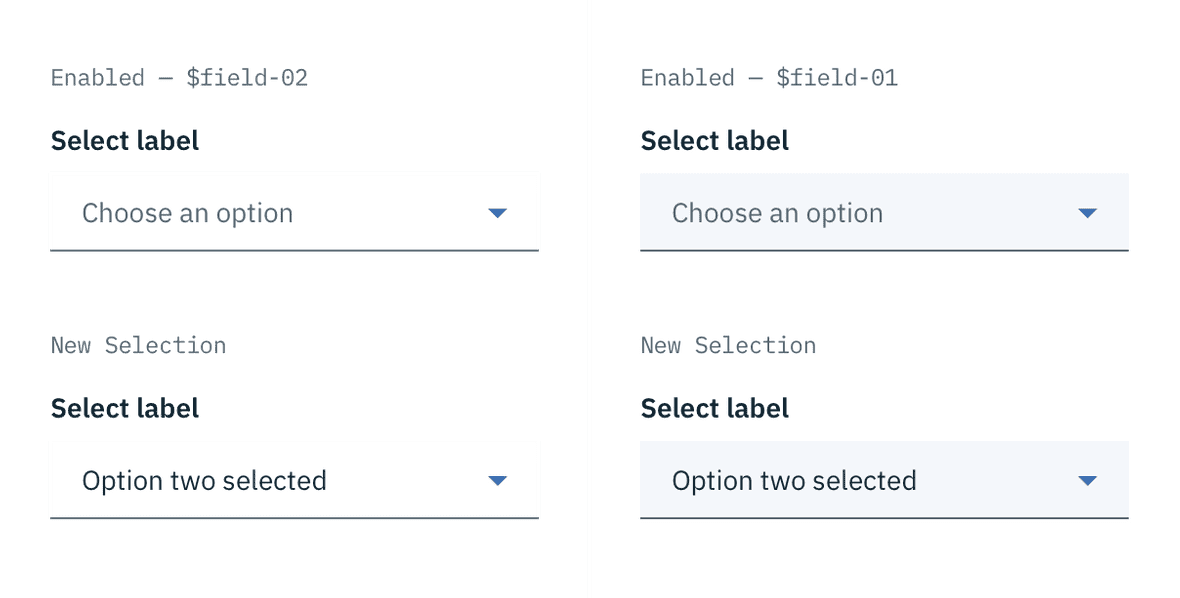 Enabled — $field-02
Select label
Choose an option
New Selection
Select label
Option two selected
Enabled — $field-01
Select label
Choose an option
New Selection
Select label
Option two selected